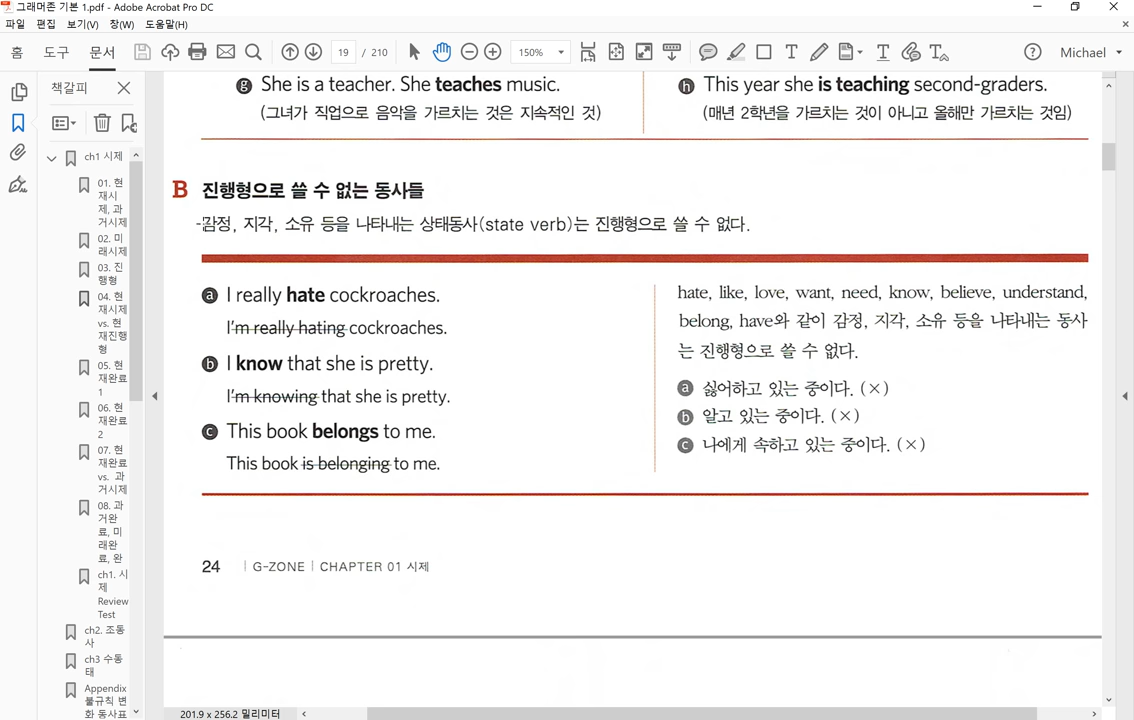 그래머존 기본 1.pdf - Adobe Acrobat Pro DC
파일 편집 보기(V) 창(W) 도움말(H)
홈 도구 문서 19 / 210 150% Michael
책갈피
ch1 시제
01. 현
재시
제, 과
거시제
02. 미
래시제
03. 진
행형
04. 현
재시제
vs. 현
재진행
형
05. 현
재완료
1
06. 현
재완료
2
07. 현
재완료
vs. 과
거시제
08. 과
거완
료, 미
래완
료, 완
ch1. 시
제
Review
Test
ch2. 조동
사
ch3 수동
태
Appendix
불규칙 변
화 동사표
g She is a teacher. She teaches music.
(그녀가 직업으로 음악을 가르치는 것은 지속적인 것)
h This year she is teaching second-graders.
(매년 2학년을 가르치는 것이 아니고 올해만 가르치는 것임)
B 진행형으로 쓸 수 없는 동사들
-감정, 지각, 소유 등을 나타내는 상태동사(state verb)는 진행형으로 쓸 수 없다.
a I really hate cockroaches.
I'm really hating cockroaches.
b I know that she is pretty.
I'm knowing that she is pretty.
c This book belongs to me.
This book is belonging to me.
hate, like, love, want, need, know, believe, understand,
belong, have와 같이 감정, 지각, 소유 등을 나타내는 동사
는 진행형으로 쓸 수 없다.
a 싫어하고 있는 중이다. (×)
b 알고 있는 중이다. (×)
c 나에게 속하고 있는 중이다. (×)
24 | G-ZONE | CHAPTER 01 시제
201.9 x 256.2 밀리미터